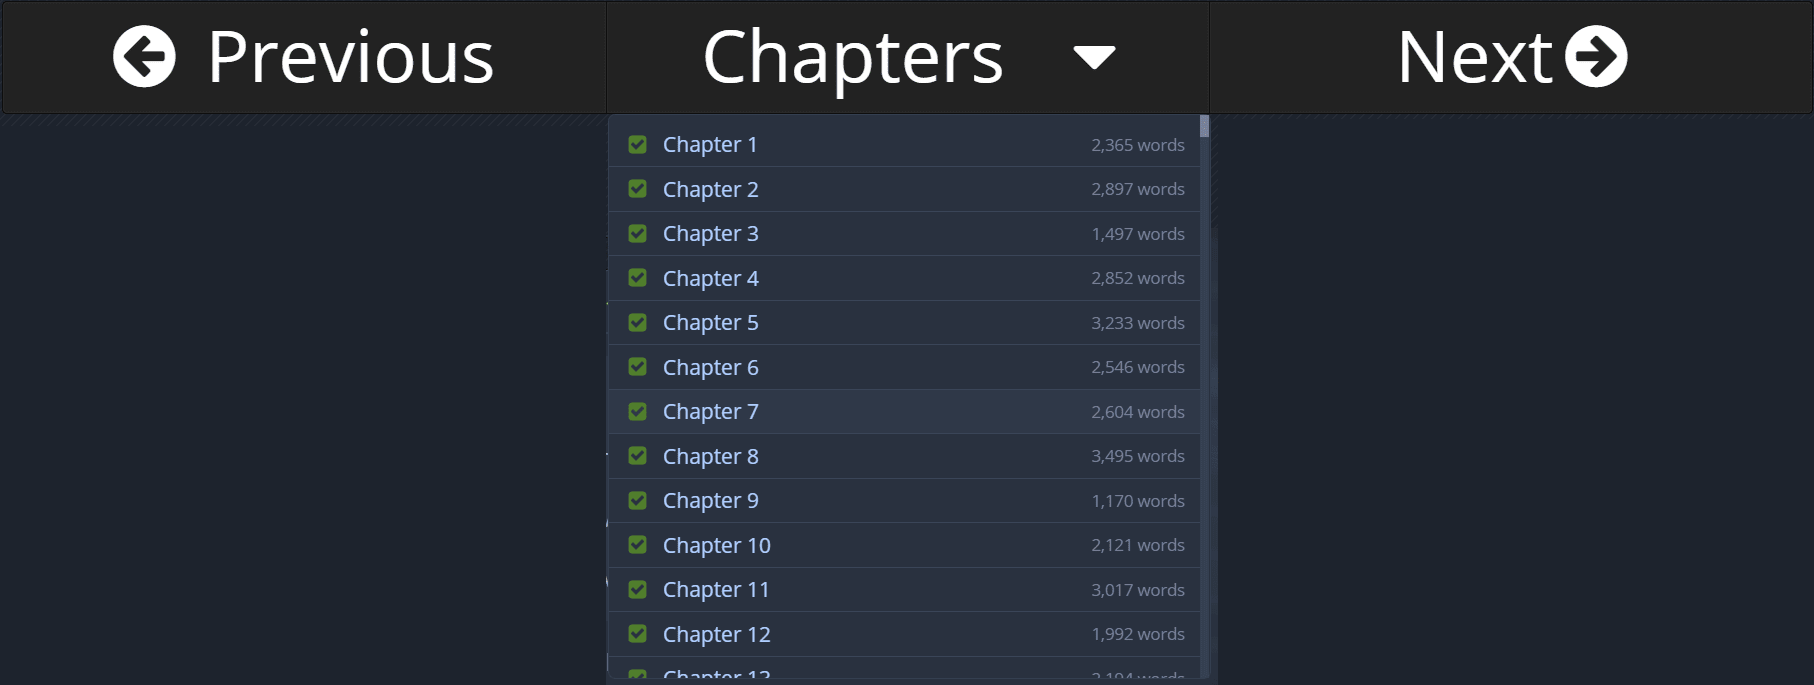 Previous Chapters Next
Chapter 1 2,365 words
Chapter 2 2,897 words
Chapter 3 1,497 words
Chapter 4 2,852 words
Chapter 5 3,233 words
Chapter 6 2,546 words
Chapter 7 2,604 words
Chapter 8 3,495 words
Chapter 9 1,170 words
Chapter 10 2,121 words
Chapter 11 3,017 words
Chapter 12 1,992 words
Chapter 13 words